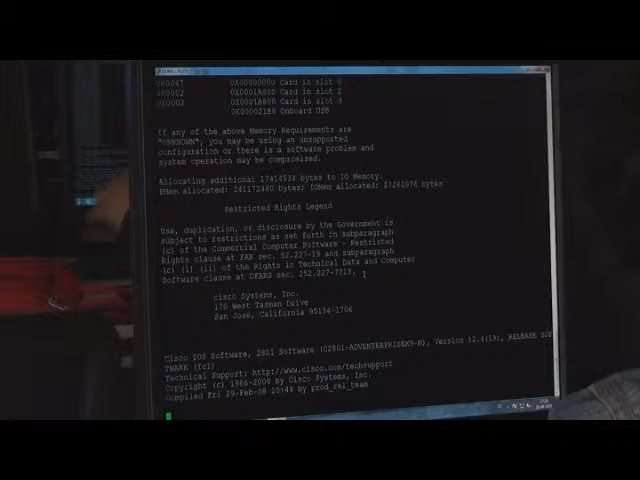 0X0047 0X00000000 Card in slot 0
0X0002 0X0001A800 Card in slot 2
0X0002 0X0001A800 Card in slot 3
0X000021B8 Onboard USB
If any of the above Memory Requirements are
"UNKNOWN", you may be using an unsupported
configuration or there is a software problem and
system operation may be compromised.
Allocating additional 17414534 bytes to IO Memory.
PMem allocated: 241172480 bytes; IOMem allocated: 27262976 bytes
Restricted Rights Legend
Use, duplication, or disclosure by the Government is
subject to restrictions as set forth in subparagraph
(c) of the Commercial Computer Software - Restricted
Rights clause at FAR sec. 52.227-19 and subparagraph
(c) (1) (ii) of the Rights in Technical Data and Computer
Software clause at DFARS sec. 252.227-7013.
cisco Systems, Inc.
170 West Tasman Drive
San Jose, California 95134-1706
Cisco IOS Software, 2801 Software (C2801-ADVENTERPRISEK9-M), Version 12.4(19), RELEASE SOF
TWARE (fc1)
Technical Support: http://www.cisco.com/techsupport
Copyright (c) 1986-2008 by Cisco Systems, Inc.
Compiled Fri 29-Feb-08 20:44 by prod_rel_team